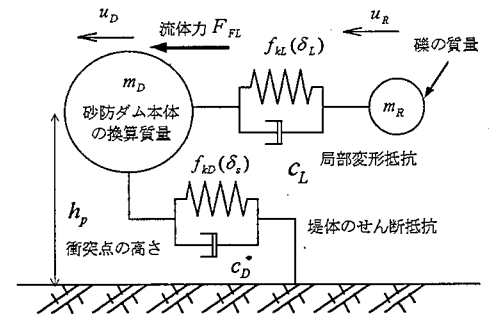 u_D
流体力 F_FL
u_R
f_kL(δ_L)
礫の質量
m_D
砂防ダム本体
の換算質量
m_R
c_L
局部変形抵抗
f_kD(δ_s)
h_p
堤体のせん断抵抗
衝突点の高さ
c_D